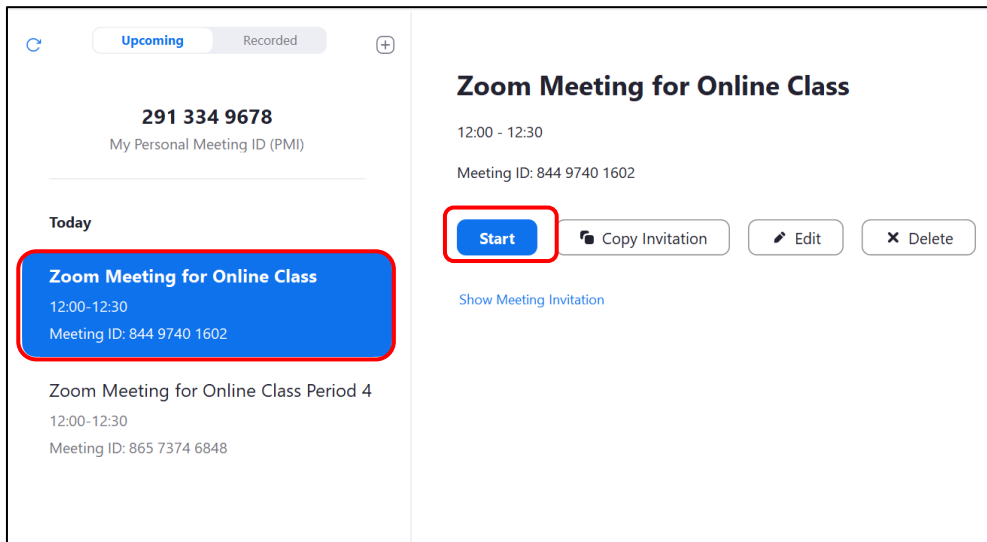 Upcoming
Recorded
291 334 9678
My Personal Meeting ID (PMI)
Today
Zoom Meeting for Online Class
12:00-12:30
Meeting ID: 844 9740 1602
Zoom Meeting for Online Class Period 4
12:00-12:30
Meeting ID: 865 7374 6848
Zoom Meeting for Online Class
12:00 - 12:30
Meeting ID: 844 9740 1602
Start
Copy Invitation
Edit
Delete
Show Meeting Invitation